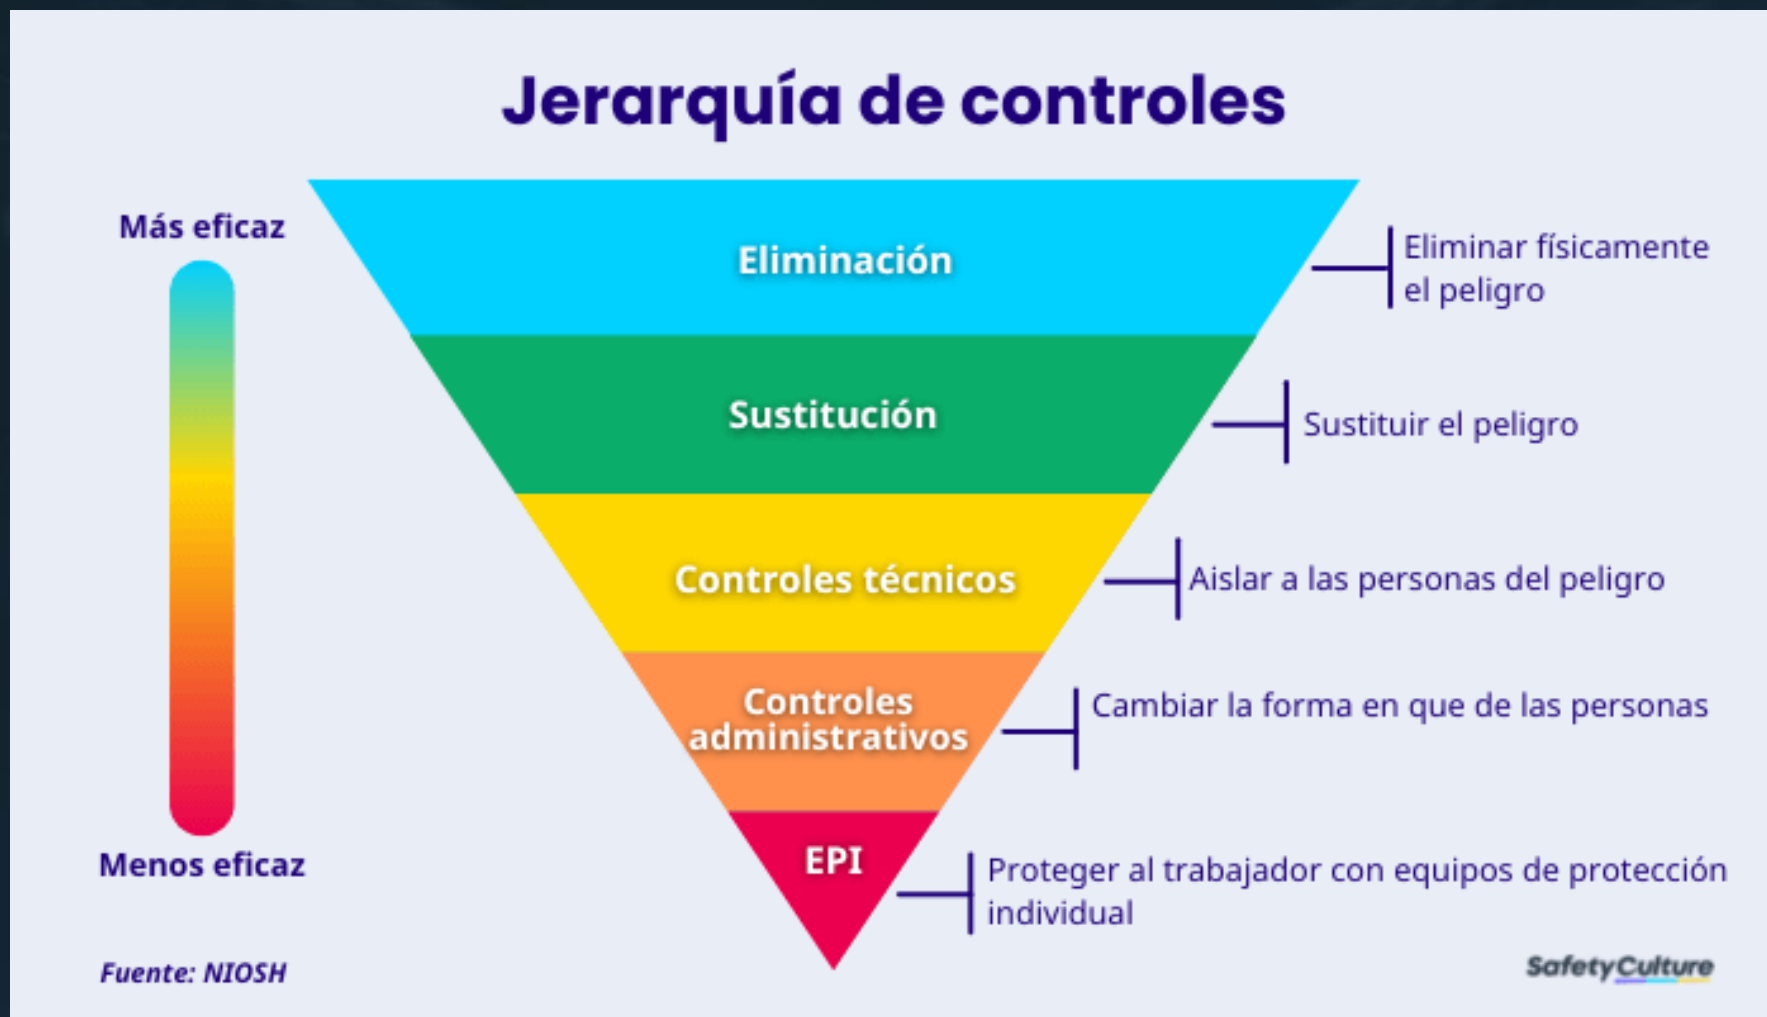 Jerarquía de controles
Más eficaz
Menos eficaz
Eliminación
Eliminar físicamente
el peligro
Sustitución
Sustituir el peligro
Controles técnicos
Aislar a las personas del peligro
Controles
administrativos
Cambiar la forma en que de las personas
EPI
Proteger al trabajador con equipos de protección
individual
Fuente: NIOSH
SafetyCulture